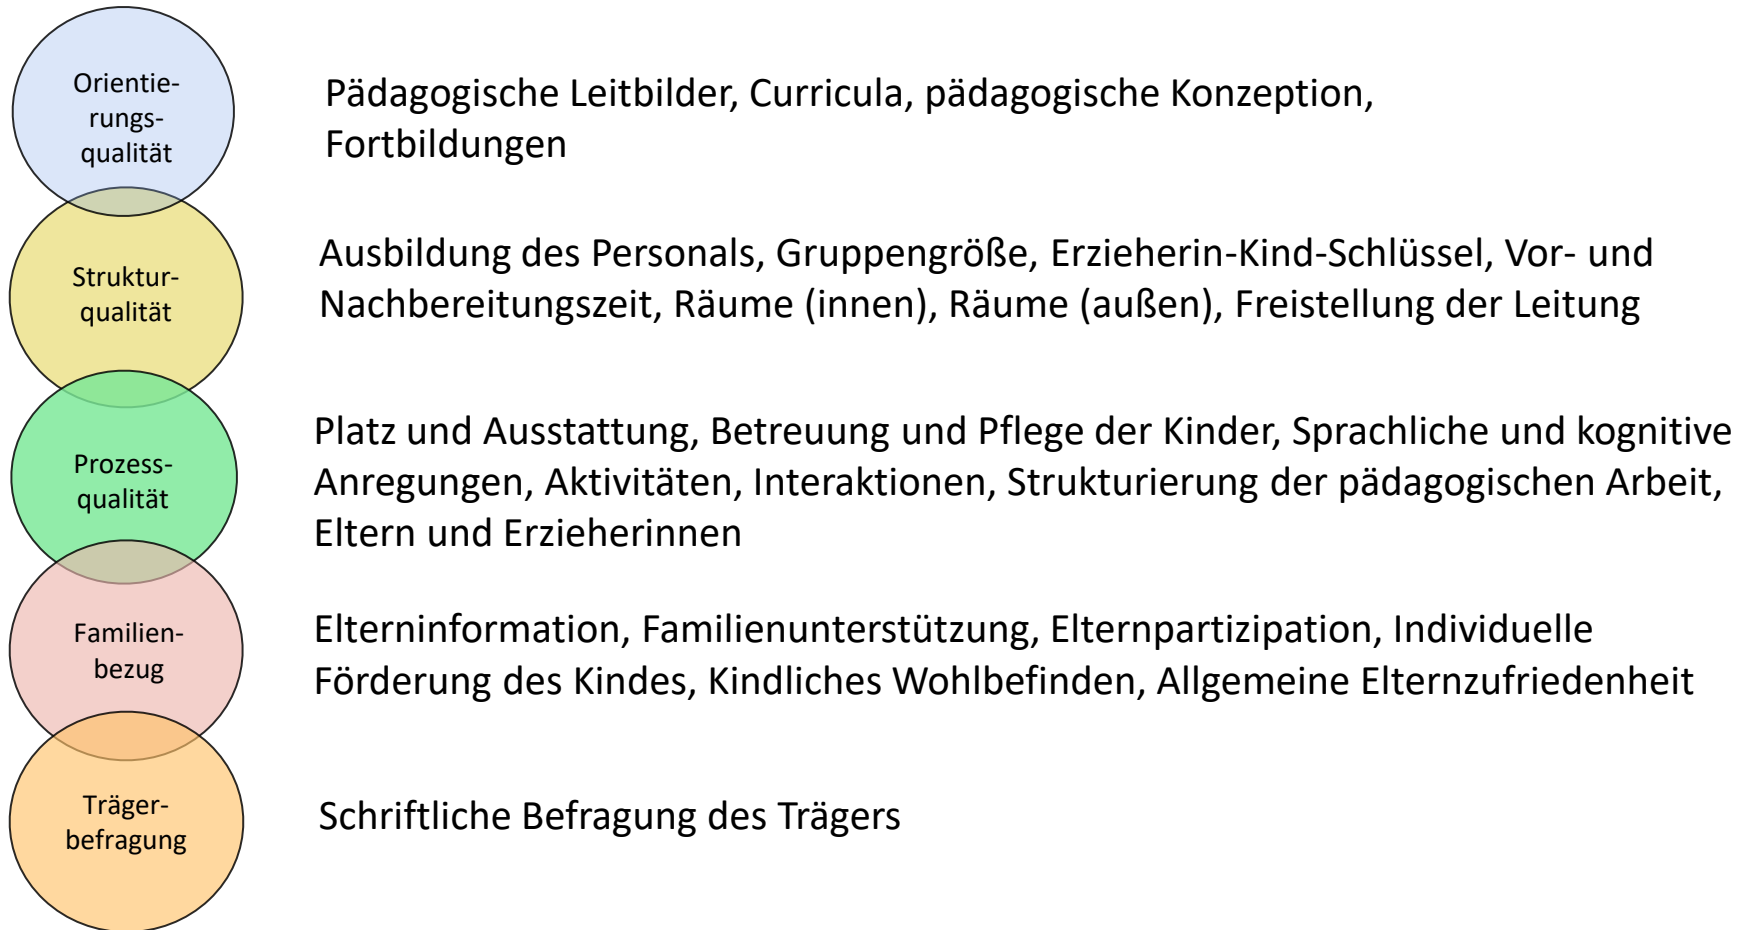 Orientie-
rungs-
qualität
Pädagogische Leitbilder, Curricula, pädagogische Konzeption,
Fortbildungen
Struktur-
qualität
Ausbildung des Personals, Gruppengröße, Erzieherin-Kind-Schlüssel, Vor- und
Nachbereitungszeit, Räume (innen), Räume (außen), Freistellung der Leitung
Prozess-
qualität
Platz und Ausstattung, Betreuung und Pflege der Kinder, Sprachliche und kognitive
Anregungen, Aktivitäten, Interaktionen, Strukturierung der pädagogischen Arbeit,
Eltern und Erzieherinnen
Familien-
bezug
Elterninformation, Familienunterstützung, Elternpartizipation, Individuelle
Förderung des Kindes, Kindliches Wohlbefinden, Allgemeine Elternzufriedenheit
Träger-
befragung
Schriftliche Befragung des Trägers